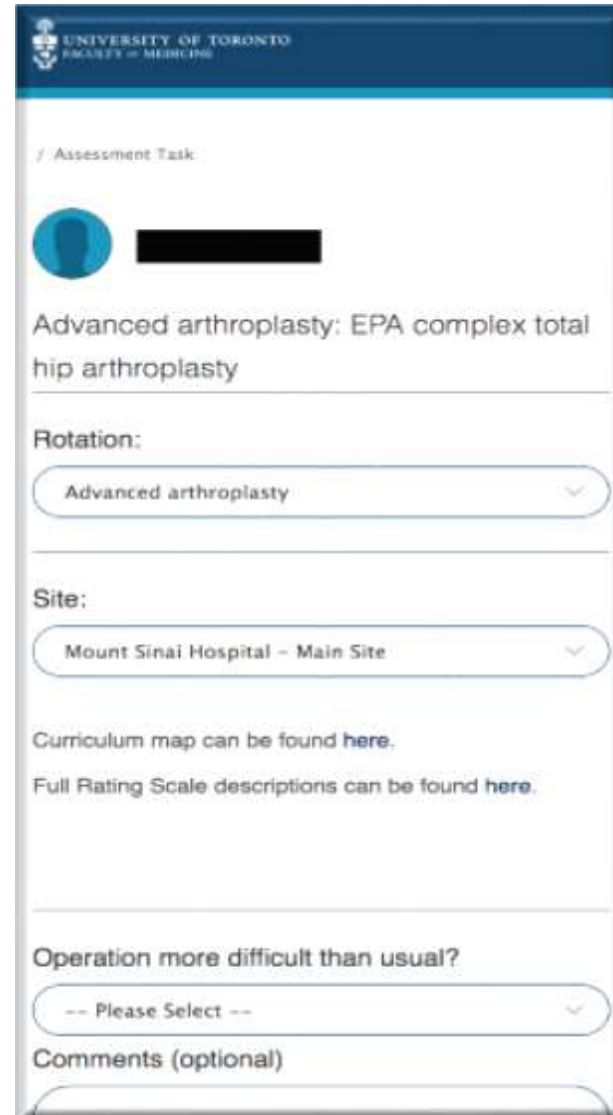 UNIVERSITY OF TORONTO
FACULTY OF MEDICINE
/ Assessment Task
Advanced arthroplasty: EPA complex total
hip arthroplasty
Rotation:
Advanced arthroplasty
Site:
Mount Sinai Hospital – Main Site
Curriculum map can be found here.
Full Rating Scale descriptions can be found here.
Operation more difficult than usual?
-- Please Select --
Comments (optional)